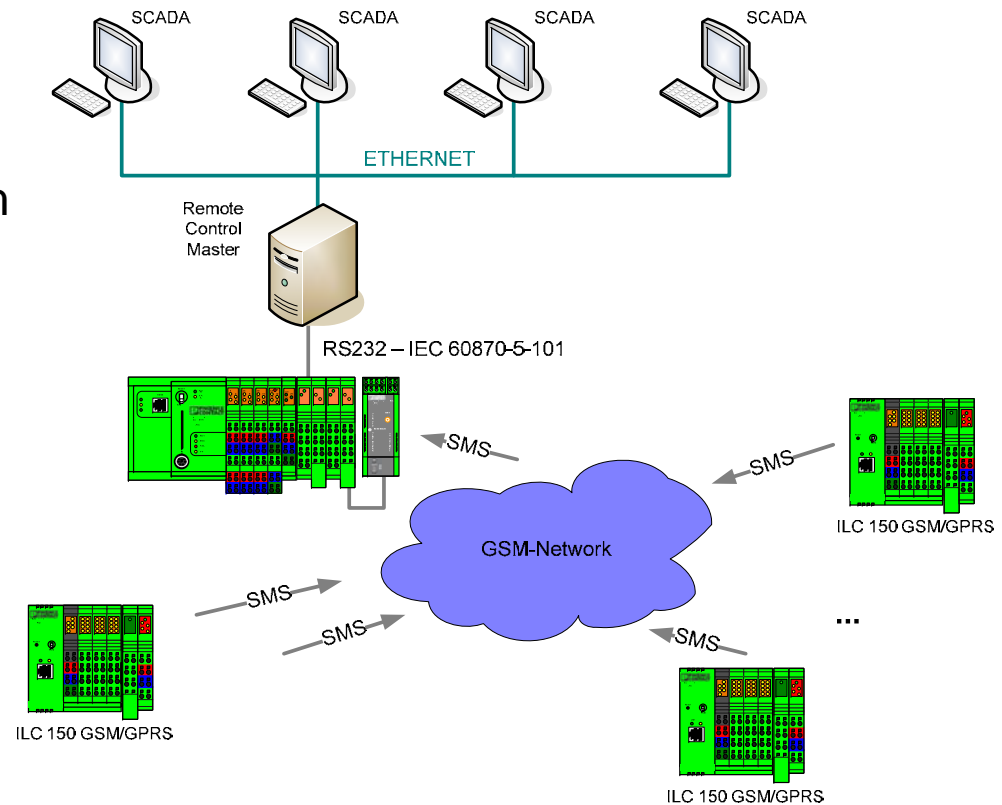 SCADA
SCADA
SCADA
SCADA
ETHERNET
n
Remote
Control
Master
RS232 – IEC 60870-5-101
SMS
SMS
ILC 150 GSM/GPRS
GSM-Network
SMS
SMS
SMS
...
ILC 150 GSM/GPRS
ILC 150 GSM/GPRS